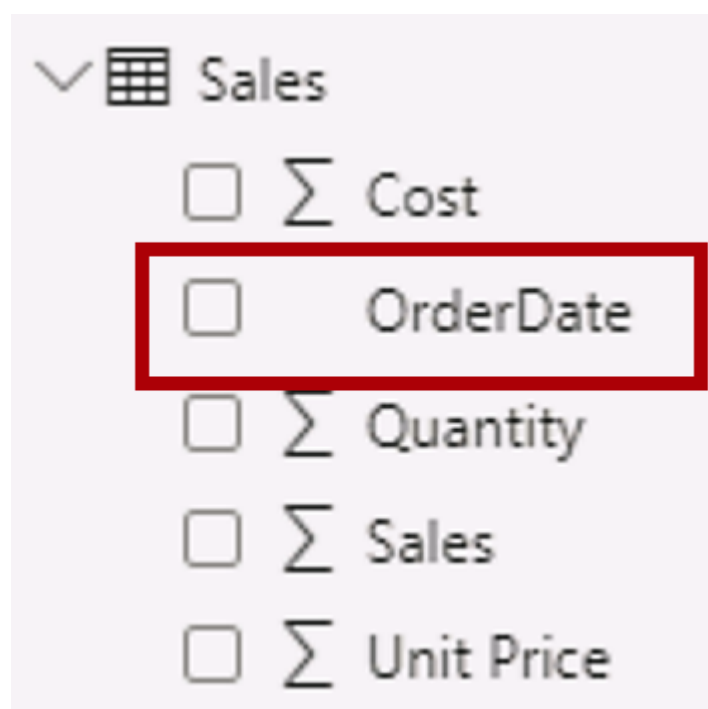 Sales
∑ Cost
OrderDate
∑ Quantity
∑ Sales
∑ Unit Price